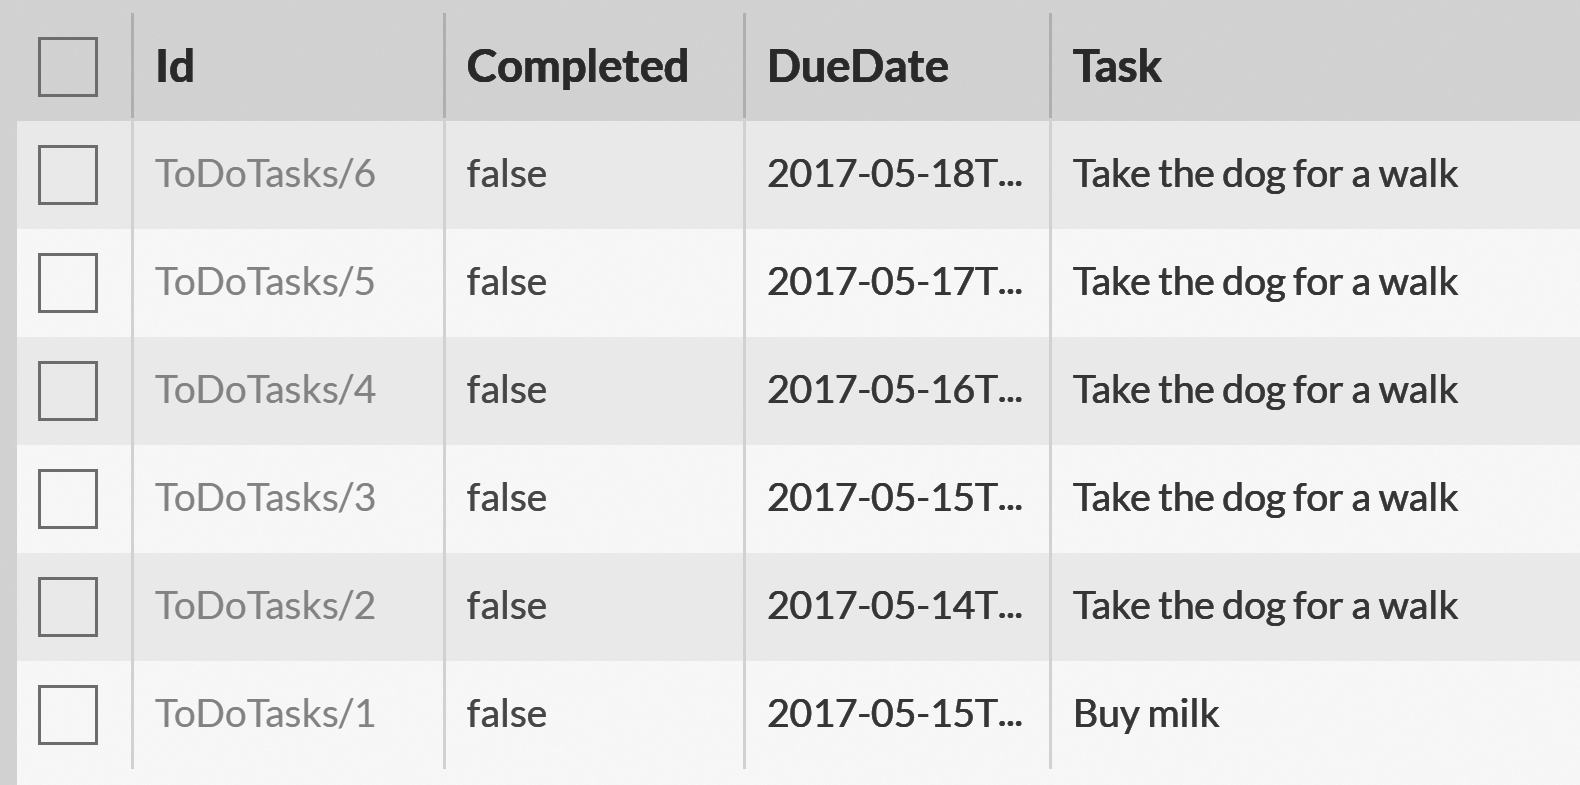 Id Completed DueDate Task
ToDoTasks/6 false 2017-05-18T... Take the dog for a walk
ToDoTasks/5 false 2017-05-17T... Take the dog for a walk
ToDoTasks/4 false 2017-05-16T... Take the dog for a walk
ToDoTasks/3 false 2017-05-15T... Take the dog for a walk
ToDoTasks/2 false 2017-05-14T... Take the dog for a walk
ToDoTasks/1 false 2017-05-15T... Buy milk